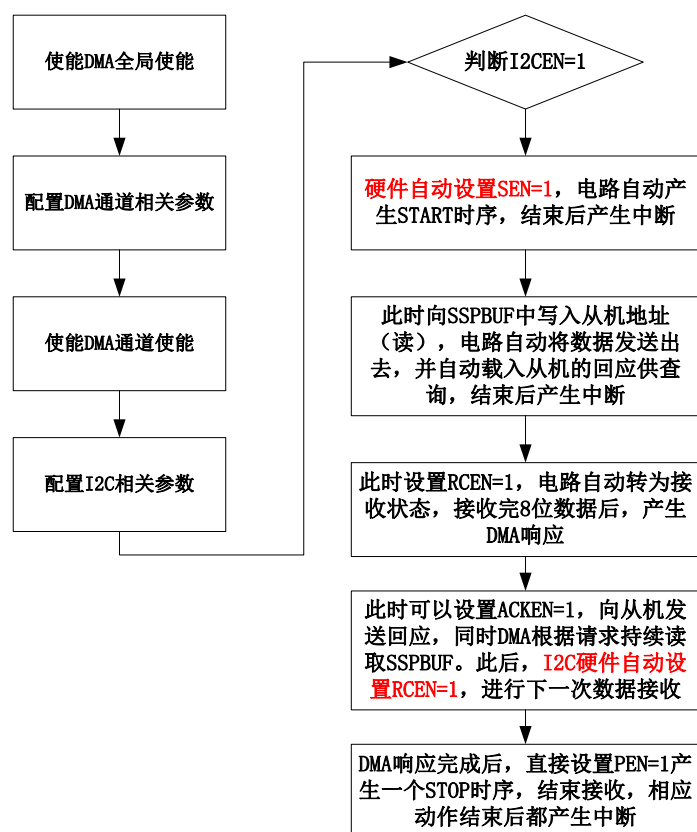 使能DMA全局使能
配置DMA通道相关参数
使能DMA通道使能
配置I2C相关参数
判断I2CEN=1
硬件自动设置SEN=1，电路自动产
生START时序，结束后产生中断
此时向SSPBUF中写入从机地址
（读），电路自动将数据发送出
去，并自动载入从机的回应供查
询，结束后产生中断
此时设置RCEN=1，电路自动转为接
收状态，接收完8位数据后，产生
DMA响应
此时可以设置ACKEN=1，向从机发
送回应，同时DMA根据请求持续读
取SSPBUF。此后，I2C硬件自动设
置RCEN=1，进行下一次数据接收
DMA响应完成后，直接设置PEN=1产
生一个STOP时序，结束接收，相应
动作结束后都产生中断